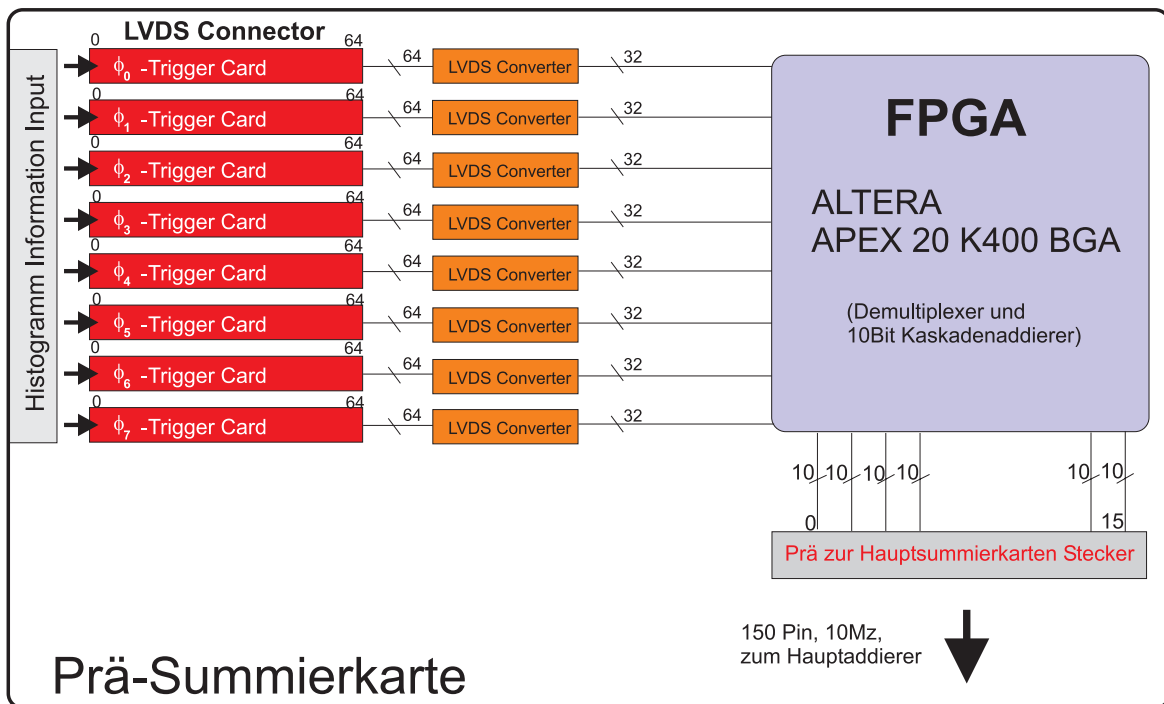 LVDS Connector
Histogramm Information Input
0 64
ϕ0 -Trigger Card 64 LVDS Converter 32
0 64
ϕ1 -Trigger Card 64 LVDS Converter 32
0 64
ϕ2 -Trigger Card 64 LVDS Converter 32
0 64
ϕ3 -Trigger Card 64 LVDS Converter 32
0 64
ϕ4 -Trigger Card 64 LVDS Converter 32
0 64
ϕ5 -Trigger Card 64 LVDS Converter 32
0 64
ϕ6 -Trigger Card 64 LVDS Converter 32
0 64
ϕ7 -Trigger Card 64 LVDS Converter 32
FPGA
ALTERA
APEX 20 K400 BGA
(Demultiplexer und
10Bit Kaskadenaddierer)
10 10 10 10 10 10
0 15
Prä zur Hauptsummierkarten Stecker
150 Pin, 10Mz,
zum Hauptaddierer
Prä-Summierkarte